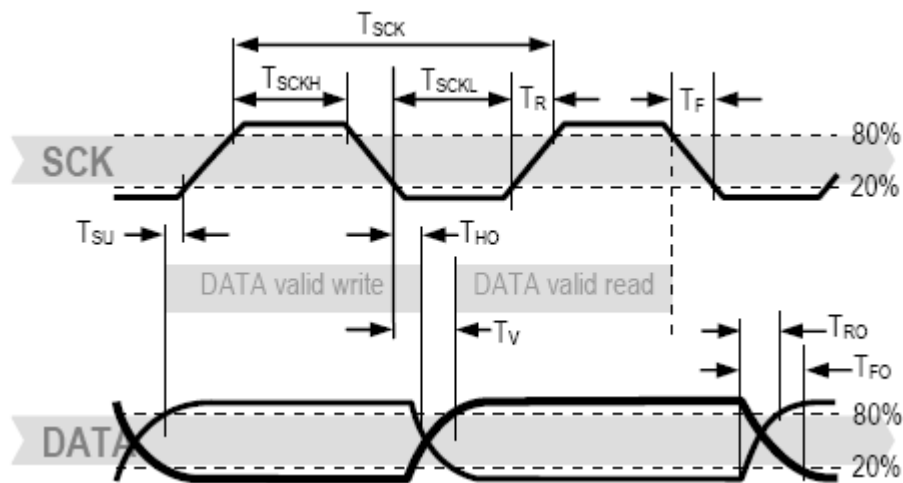 TSCK
TSCKH TSCKL TR TF
80%
SCK
20%
TSU THO
DATA valid write DATA valid read
TV TRO
TFO
80%
DATA
20%